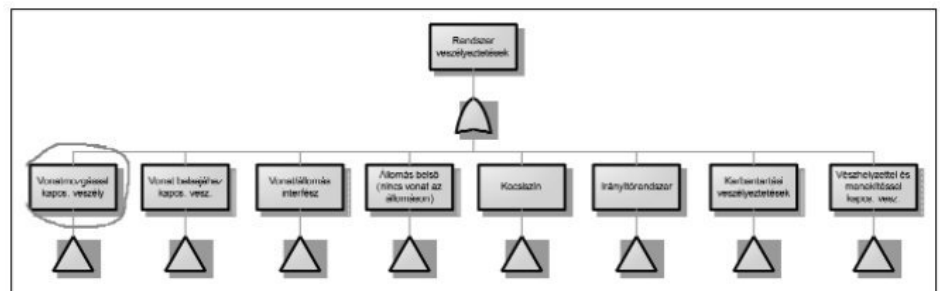 Rendszer
veszélyeztetések
Vonatmozgással
kapcs. veszély
Vonat belsejéhez
kapcs. vesz.
Vonat/állomás
interfész
Állomás belső
(nincs vonat az
állomáson)
Kocsiszín
Irányítórendszer
Karbantartási
veszélyeztetések
Vészhelyzettel és
menekítéssel
kapcs. vesz.